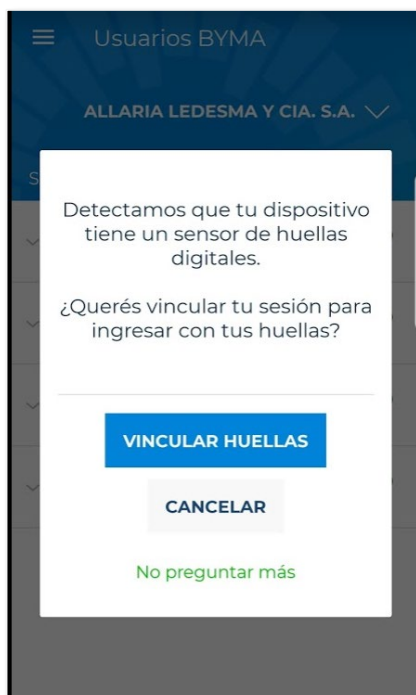 Usuarios BYMA
ALLARIA LEDESMA Y CIA. S.A.
S
Detectamos que tu dispositivo
tiene un sensor de huellas
digitales.
¿Querés vincular tu sesión para
ingresar con tus huellas?
VINCULAR HUELLAS
CANCELAR
No preguntar más